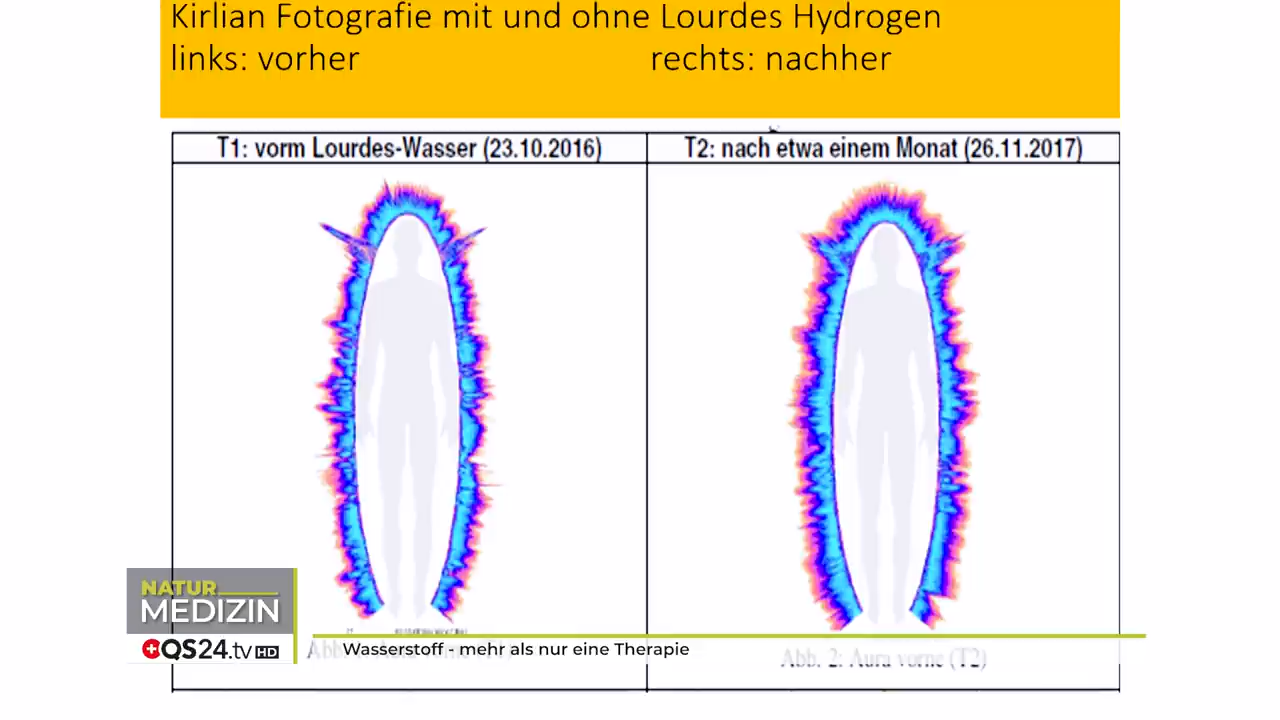 Kirlian Fotografie mit und ohne Lourdes Hydrogen
links: vorher rechts: nachher
T1: vorm Lourdes-Wasser (23.10.2016)
T2: nach etwa einem Monat (26.11.2017)
NATUR
MEDIZIN
QS24.tv HD
Wasserstoff - mehr als nur eine Therapie
Abb. 2: Aura vorne (T2)